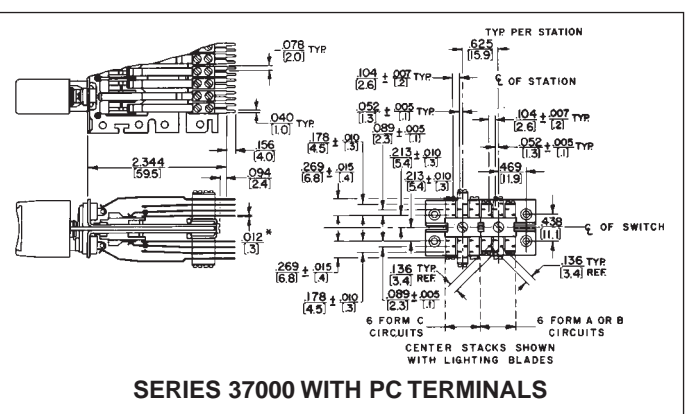 TYP. PER STATION
.625
[15.9]
.078 TYP.
[2.0]
.104 ± .007 TYP.
[2.6] [.2]
℄ OF STATION
.052 ± .005 TYP.
[1.3] [.1]
.104 ± .007 TYP.
[2.6] [.2]
.040 TYP.
[1.0]
.089 ± .005
[2.3] [.1]
.178 ± .010
[4.5] [.3]
.052 ± .005 TYP.
[1.3] [.1]
.156
[4.0]
.213 ± .010
[5.4] [.3]
.469
[11.9]
2.344
[59.5]
.094
[2.4]
.269 ± .015
[6.8] [.4]
.213 ± .010
[5.4] [.3]
.438
[11.1]
℄ OF SWITCH
.012 *
[.3]
.269 ± .015
[6.8] [.4]
.136 TYP.
[3.4] REF.
.136 TYP.
[3.4] REF.
.178 ± .010
[4.5] [.3]
.089 ± .005
[2.3] [.1]
6 FORM C
CIRCUITS
6 FORM A OR B
CIRCUITS
CENTER STACKS SHOWN
WITH LIGHTING BLADES
SERIES 37000 WITH PC TERMINALS